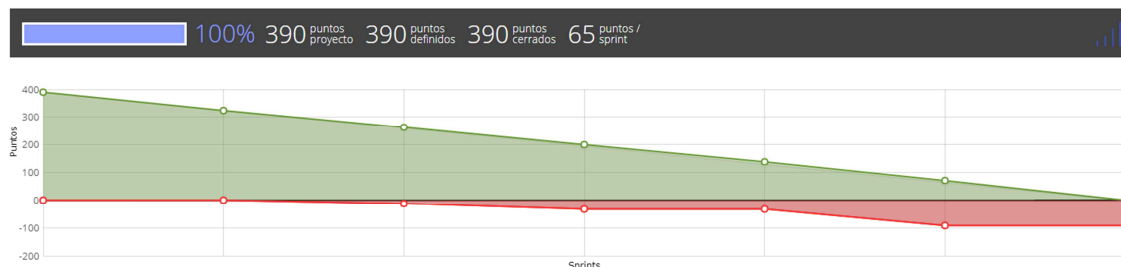 100% 390 puntos proyecto 390 puntos definidos 390 puntos cerrados 65 puntos / sprint
400
300
200
100
0
-100
-200
Puntos
Sprints